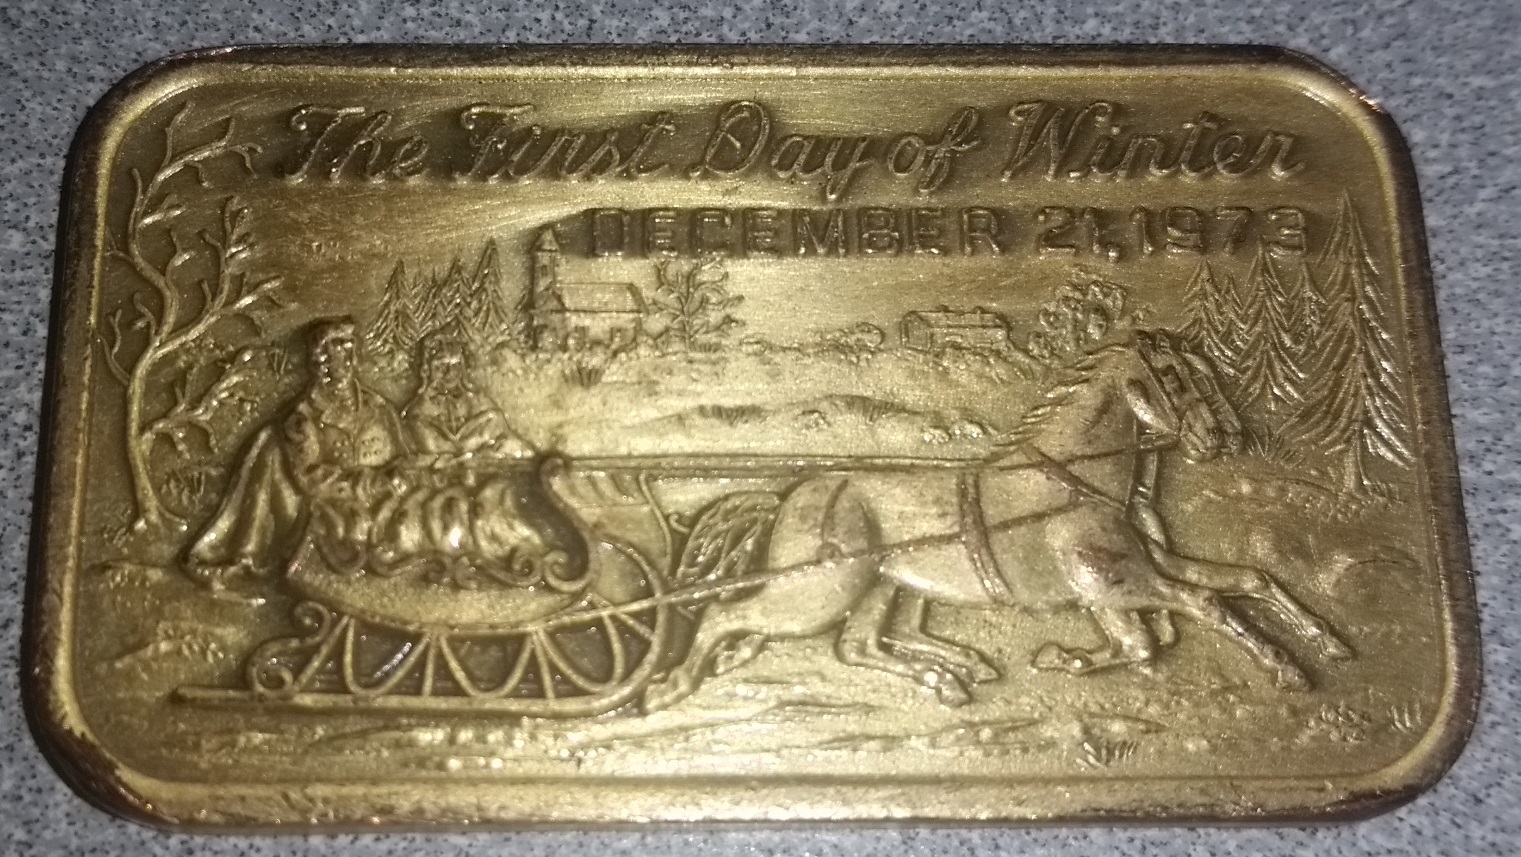 The First Day of Winter
DECEMBER 21, 1973